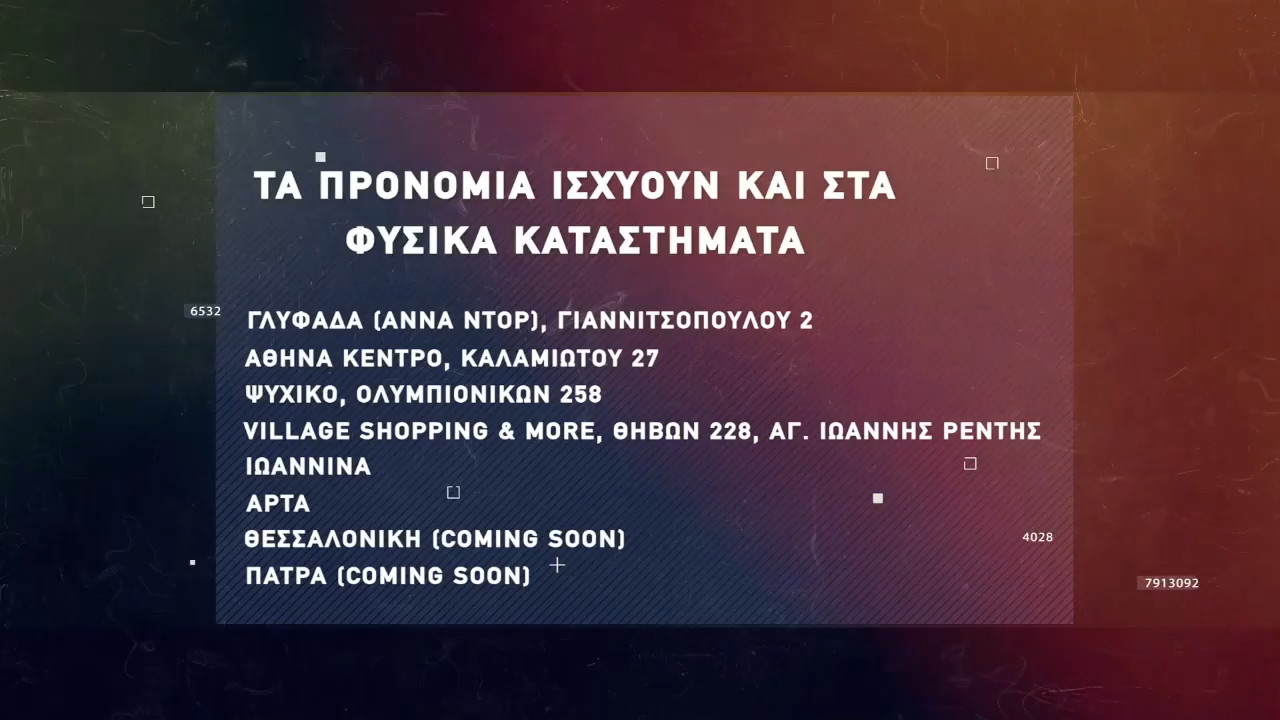 ΤΑ ΠΡΟΝΟΜΙΑ ΙΣΧΥΟΥΝ ΚΑΙ ΣΤΑ
ΦΥΣΙΚΑ ΚΑΤΑΣΤΗΜΑΤΑ
6532
ΓΛΥΦΑΔΑ (ΑΝΝΑ ΝΤΟΡ), ΓΙΑΝΝΙΤΣΟΠΟΥΛΟΥ 2
ΑΘΗΝΑ ΚΕΝΤΡΟ, ΚΑΛΑΜΙΩΤΟΥ 27
ΨΥΧΙΚΟ, ΟΛΥΜΠΙΟΝΙΚΩΝ 258
VILLAGE SHOPPING & MORE, ΘΗΒΩΝ 228, ΑΓ. ΙΩΑΝΝΗΣ ΡΕΝΤΗΣ
ΙΩΑΝΝΙΝΑ
ΑΡΤΑ
ΘΕΣΣΑΛΟΝΙΚΗ (COMING SOON)
4028
ΠΑΤΡΑ (COMING SOON)
7913092